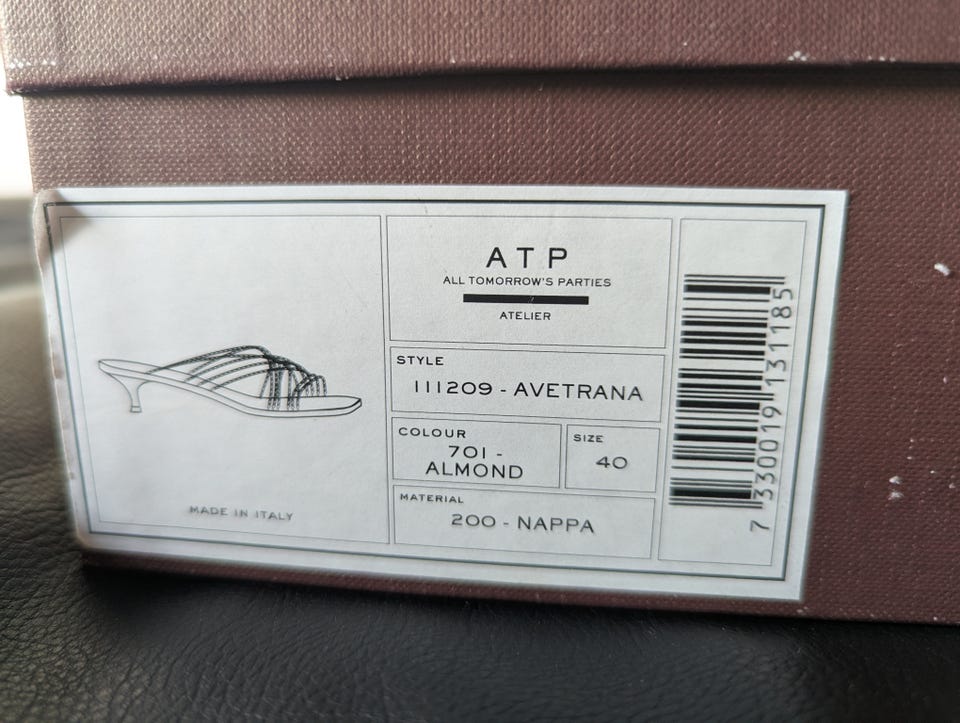 ATP
ALL TOMORROW'S PARTIES
ATELIER
STYLE
111209 - AVETRANA
COLOUR
701 -
ALMOND
SIZE
40
MATERIAL
200 - NAPPA
MADE IN ITALY
7 330019 131185